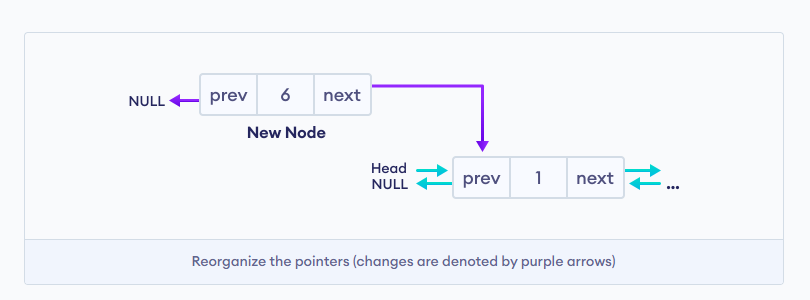 NULL
prev 6 next
New Node
Head
NULL
prev 1 next
...
Reorganize the pointers (changes are denoted by purple arrows)